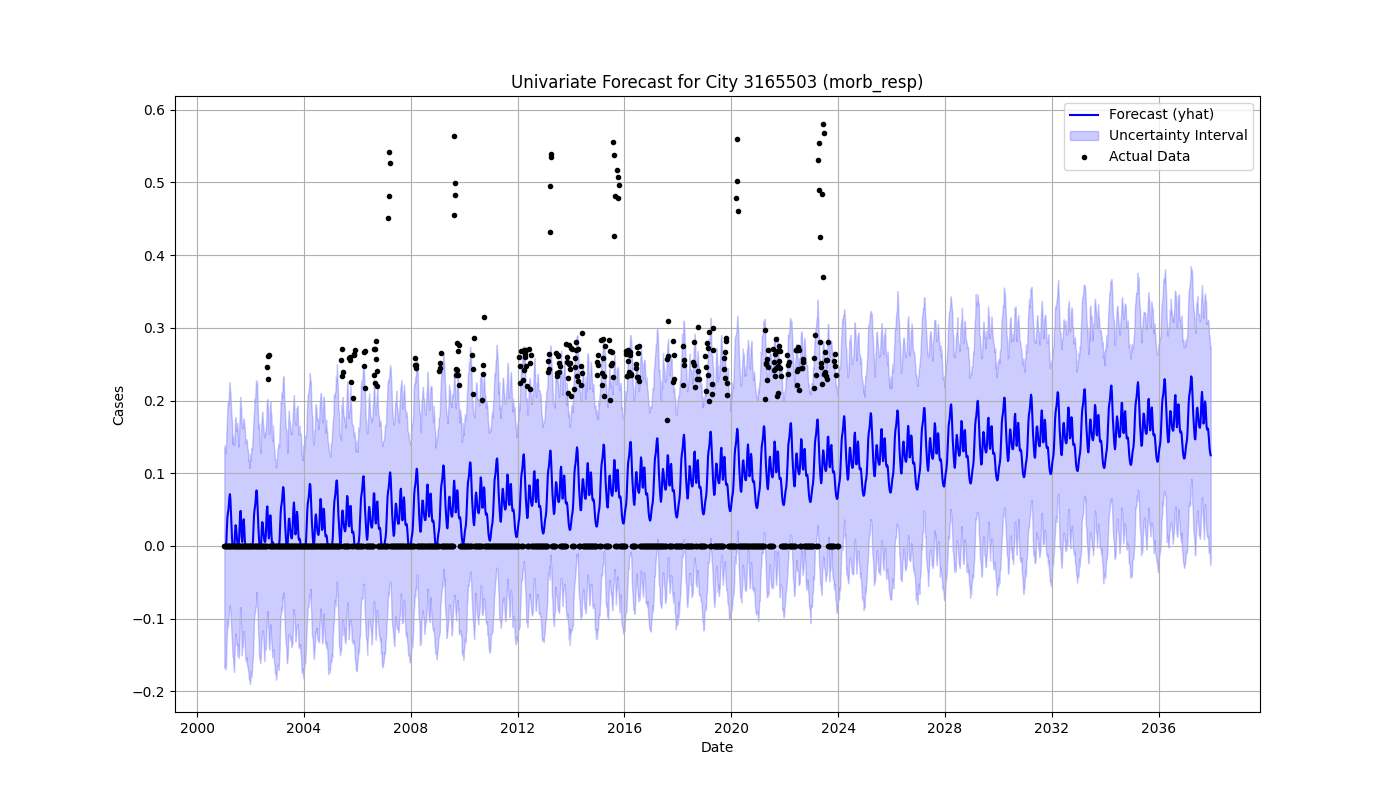 Univariate Forecast for City 3165503 (morb_resp)
Forecast (yhat)
Uncertainty Interval
Actual Data
Cases
0.6
0.5
0.4
0.3
0.2
0.1
0.0
−0.1
−0.2
2000 2004 2008 2012 2016 2020 2024 2028 2032 2036
Date